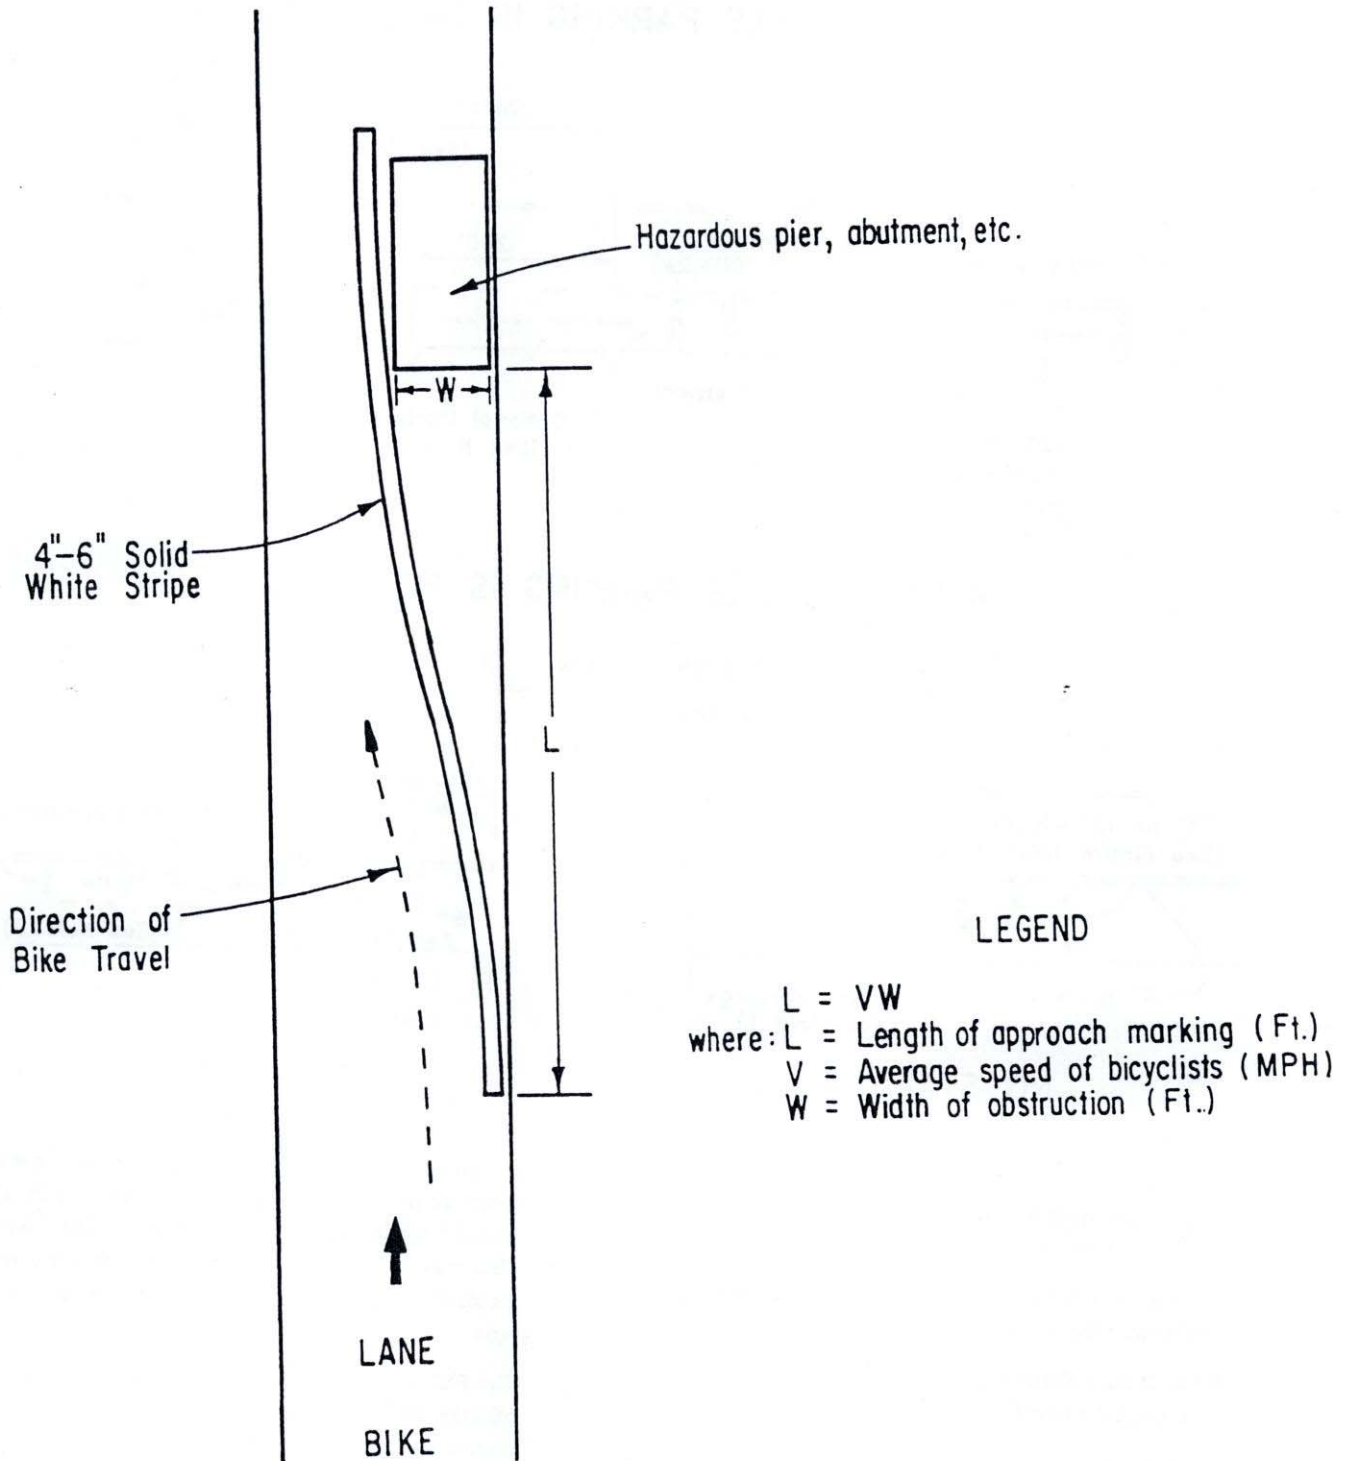 Hazardous pier, abutment, etc.
W
4"-6" Solid
White Stripe
L
Direction of
Bike Travel
LEGEND
L = VW
where: L = Length of approach marking (Ft.)
V = Average speed of bicyclists (MPH)
W = Width of obstruction (Ft.)
LANE
BIKE